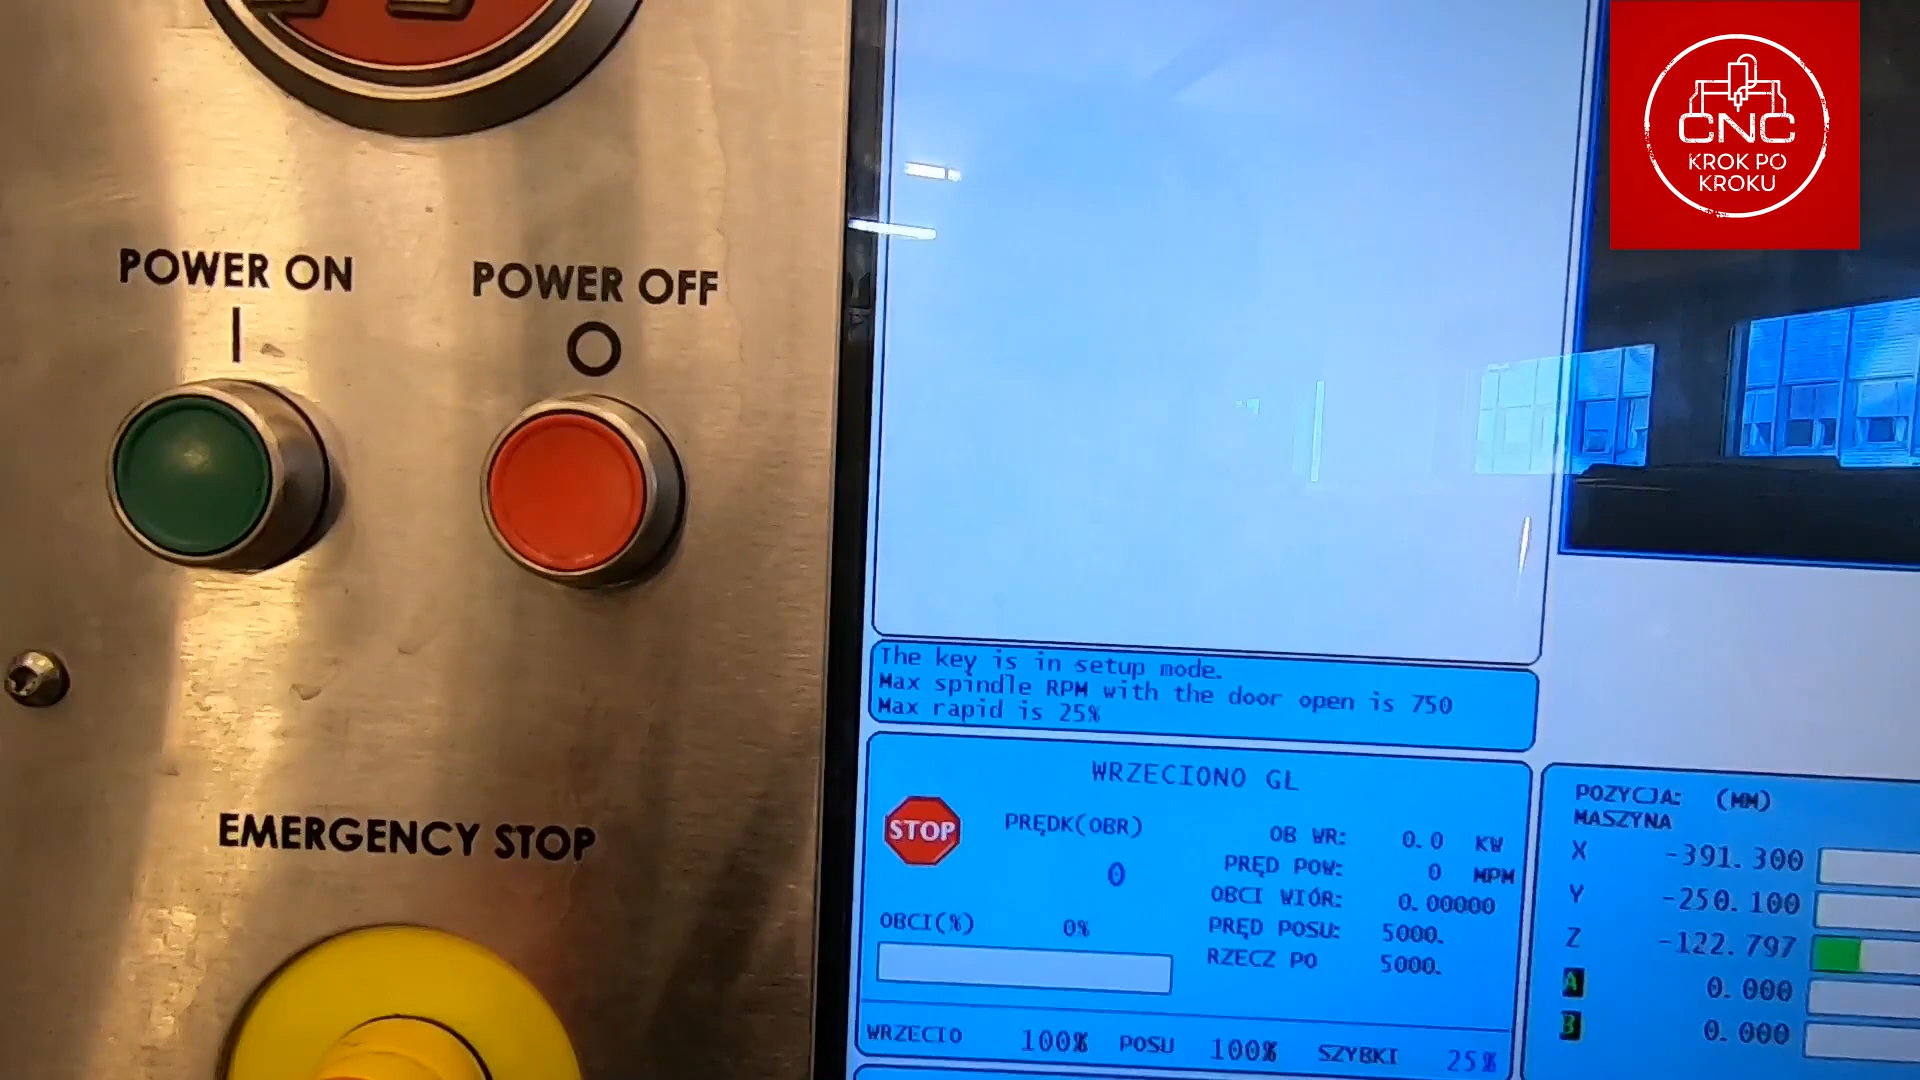 POWER ON
POWER OFF
EMERGENCY STOP
The key is in setup mode.
Max spindle RPM with the door open is 750
Max rapid is 25%
WRZECIONO GŁ
STOP
PRĘDK(OBR)
0
OBCI(%) 0%
OB WR: 0.0 KW
PRĘD POW: 0 MPM
OBCI WIÓR: 0.00000
PRĘD POSU: 5000.
RZECZ PO 5000.
WRZECIO 100% POSU 100% SZYBKI 25%
POZYCJA: (MM)
MASZYNA
X -391.300
Y -250.100
Z -122.797
A 0.000
B 0.000
CNC
KROK PO
KROKU